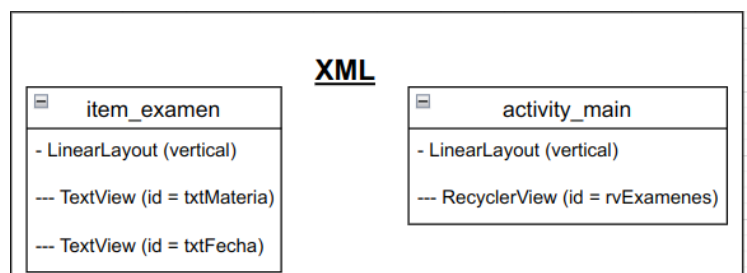 XML
item_examen
- LinearLayout (vertical)
--- TextView (id = txtMateria)
--- TextView (id = txtFecha)
activity_main
- LinearLayout (vertical)
--- RecyclerView (id = rvExamenes)